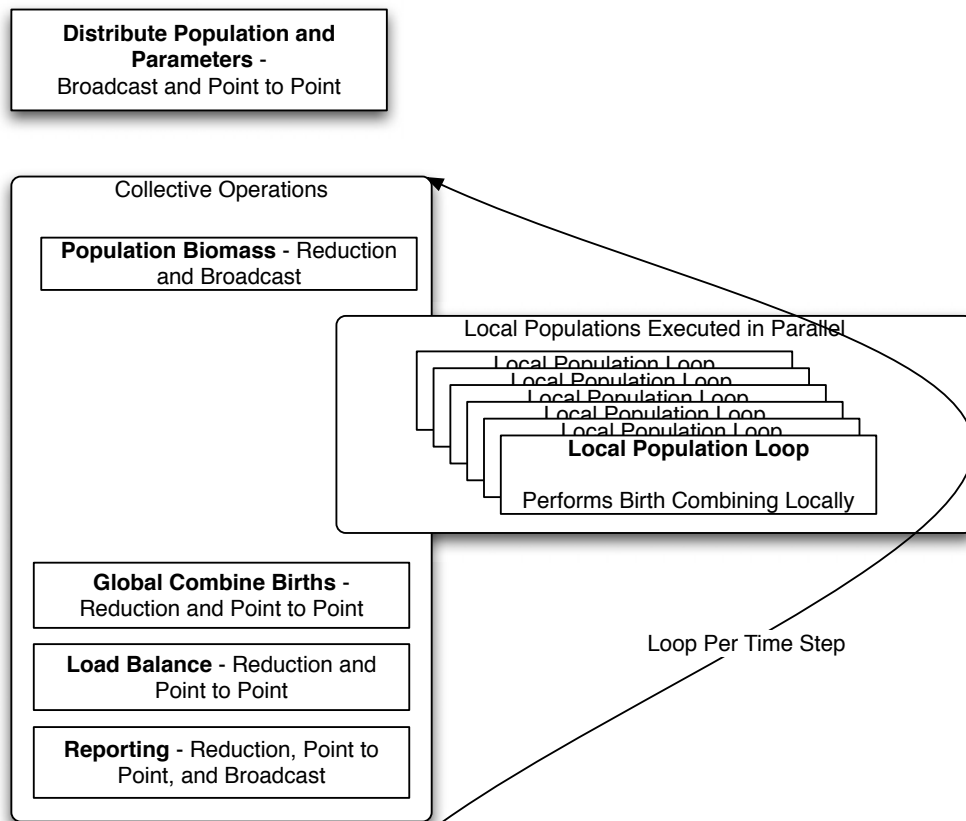 Distribute Population and
Parameters -
Broadcast and Point to Point
Collective Operations
Population Biomass - Reduction
and Broadcast
Local Populations Executed in Parallel
Local Population Loop
Local Population Loop
Local Population Loop
Local Population Loop
Local Population Loop
Local Population Loop
Performs Birth Combining Locally
Global Combine Births -
Reduction and Point to Point
Loop Per Time Step
Load Balance - Reduction and
Point to Point
Reporting - Reduction, Point to
Point, and Broadcast